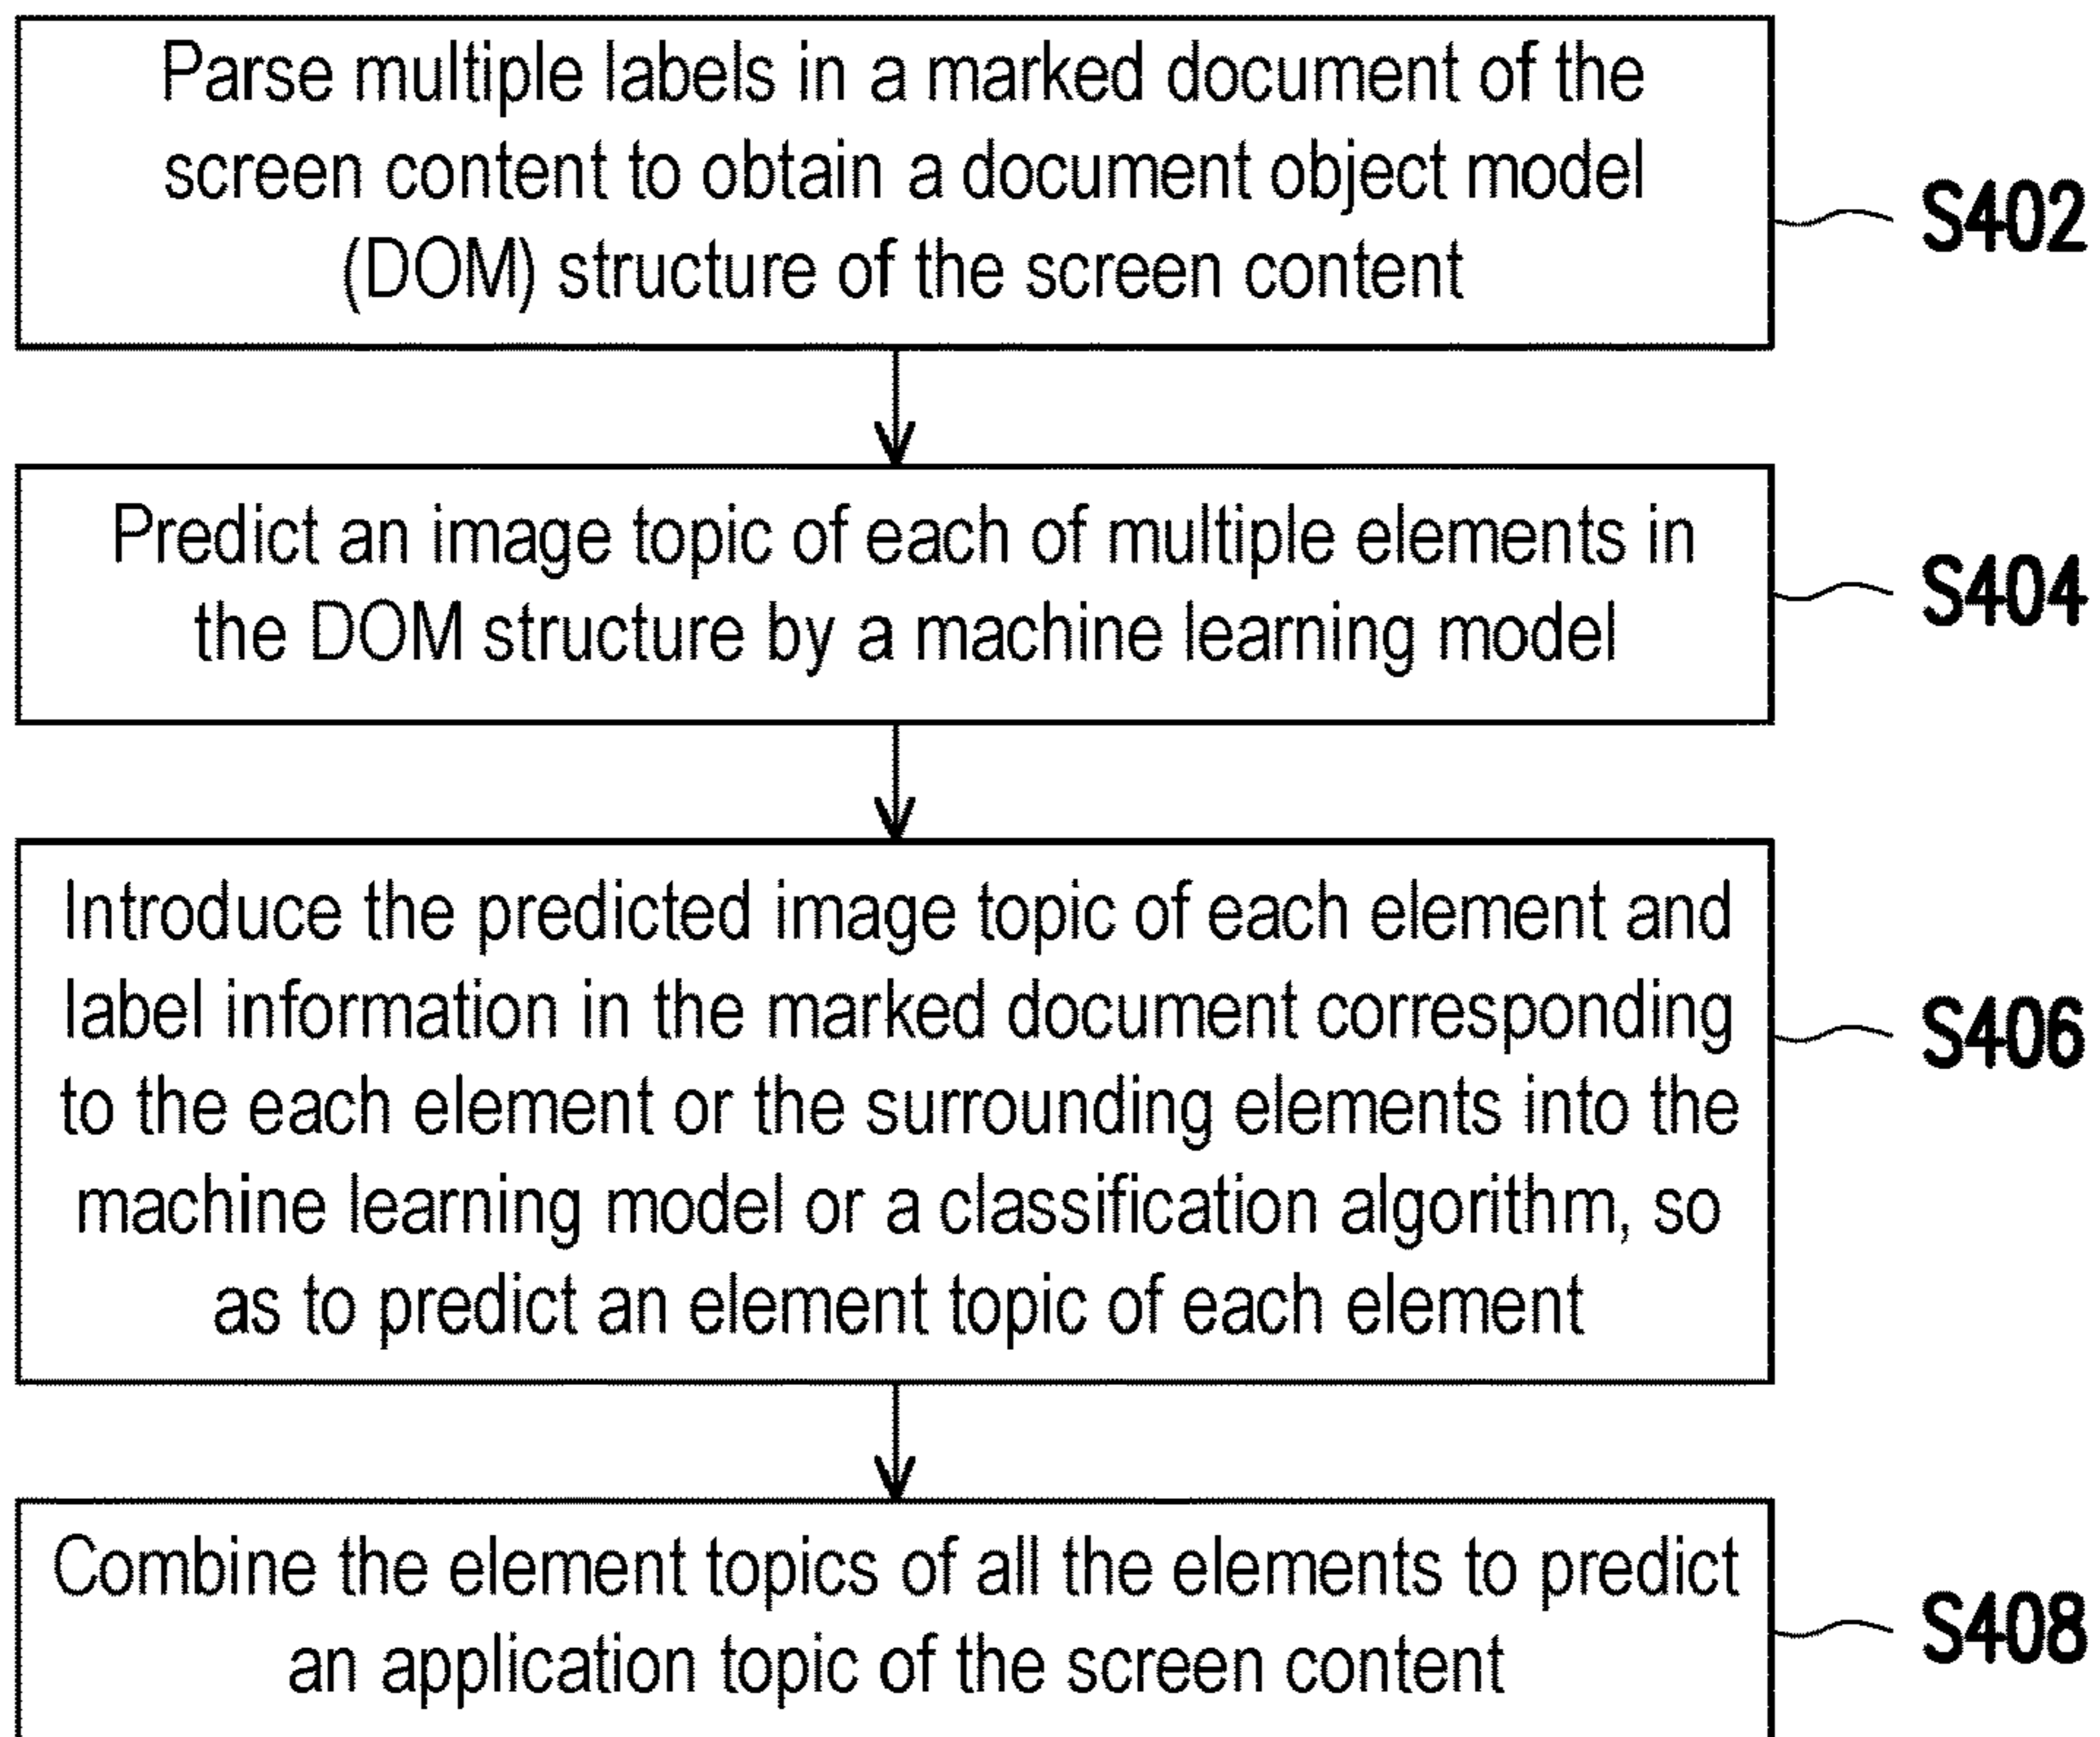 Parse multiple labels in a marked document of the
screen content to obtain a document object model
(DOM) structure of the screen content
S402
Predict an image topic of each of multiple elements in
the DOM structure by a machine learning model
S404
Introduce the predicted image topic of each element and
label information in the marked document corresponding
to the each element or the surrounding elements into the
machine learning model or a classification algorithm, so
as to predict an element topic of each element
S406
Combine the element topics of all the elements to predict
an application topic of the screen content
S408